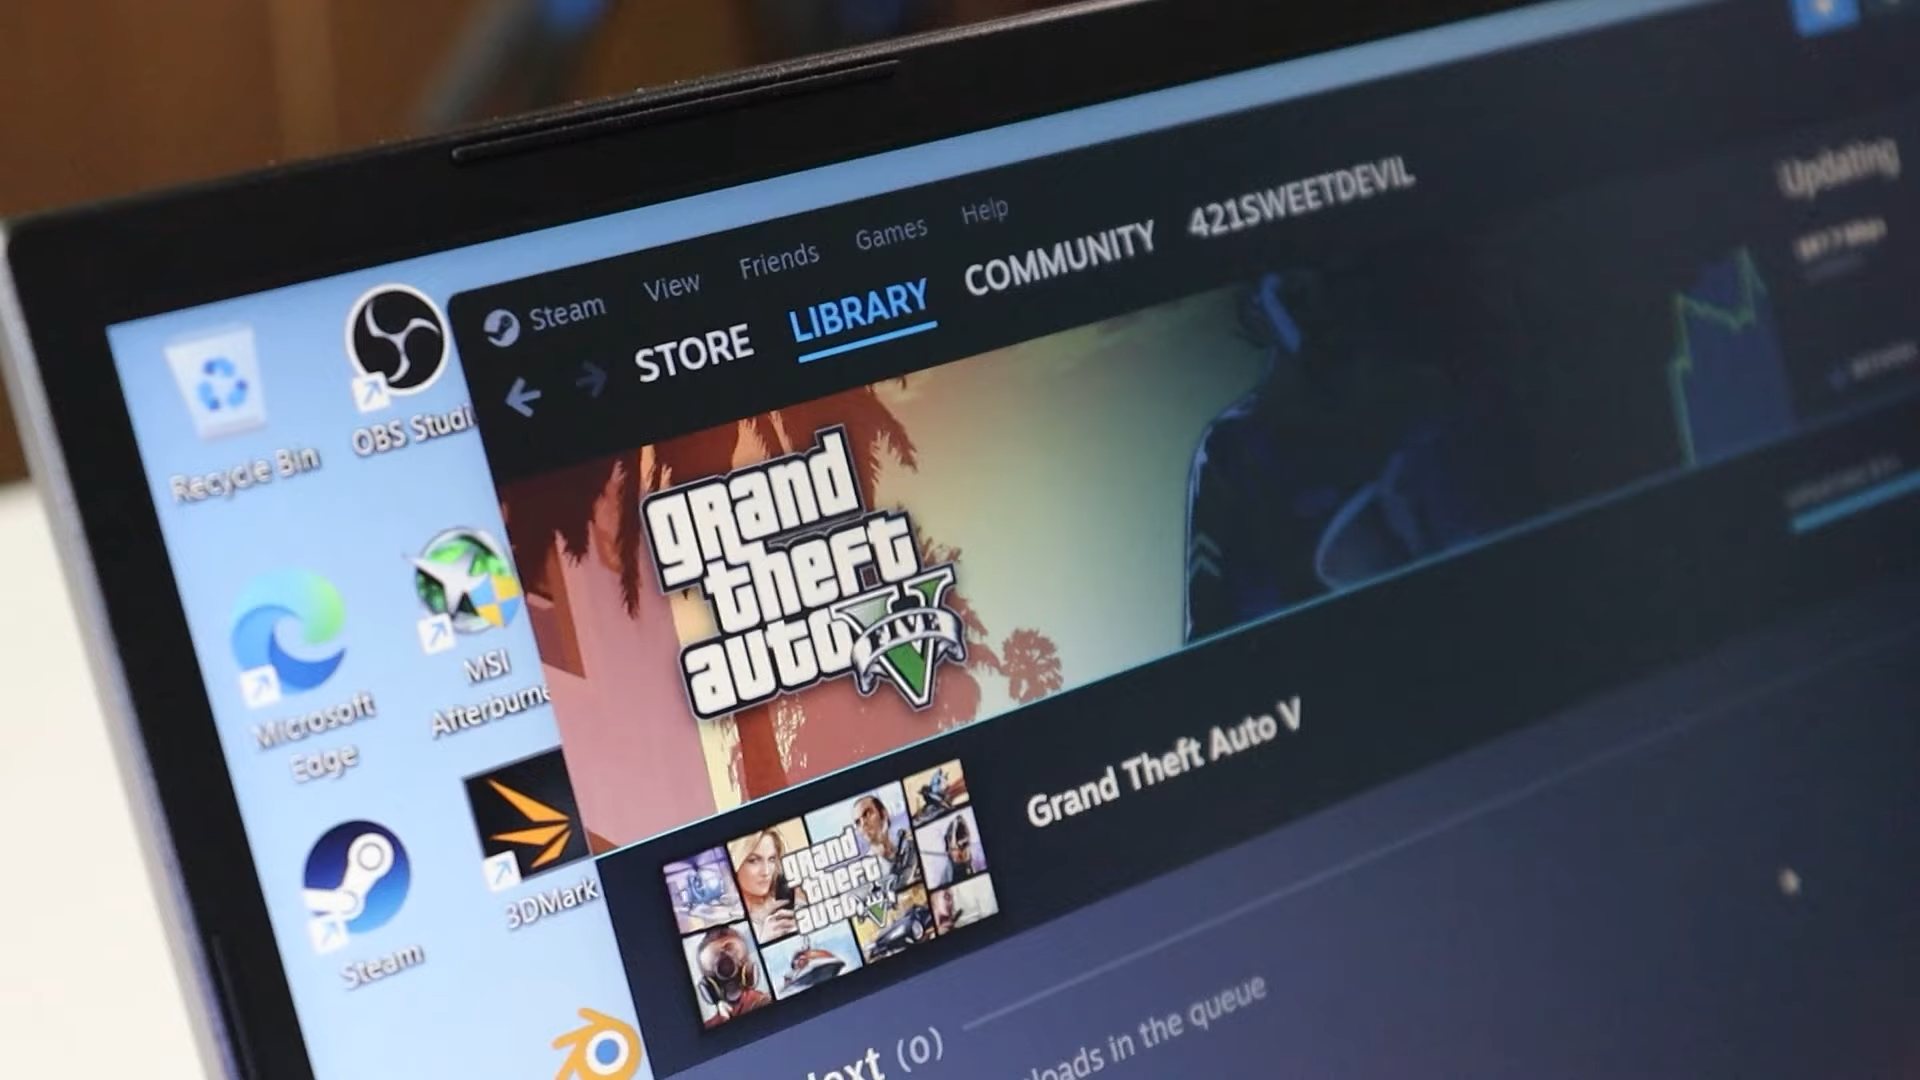 Steam View Friends Games Help
STORE LIBRARY COMMUNITY 421SWEETDEVIL
Updating
Recycle Bin
OBS Studi
Microsoft
Edge
MSI
Afterburne
3DMark
Steam
grand
theft
auto
FIVE
Grand Theft Auto V
grand
theft
auto
V
(0)
in the queue